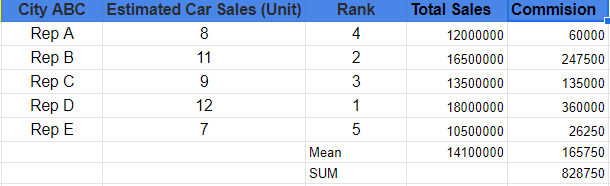 City ABC Estimated Car Sales (Unit) Rank Total Sales Commision
Rep A 8 4 12000000 60000
Rep B 11 2 16500000 247500
Rep C 9 3 13500000 135000
Rep D 12 1 18000000 360000
Rep E 7 5 10500000 26250
Mean 14100000 165750
SUM 828750